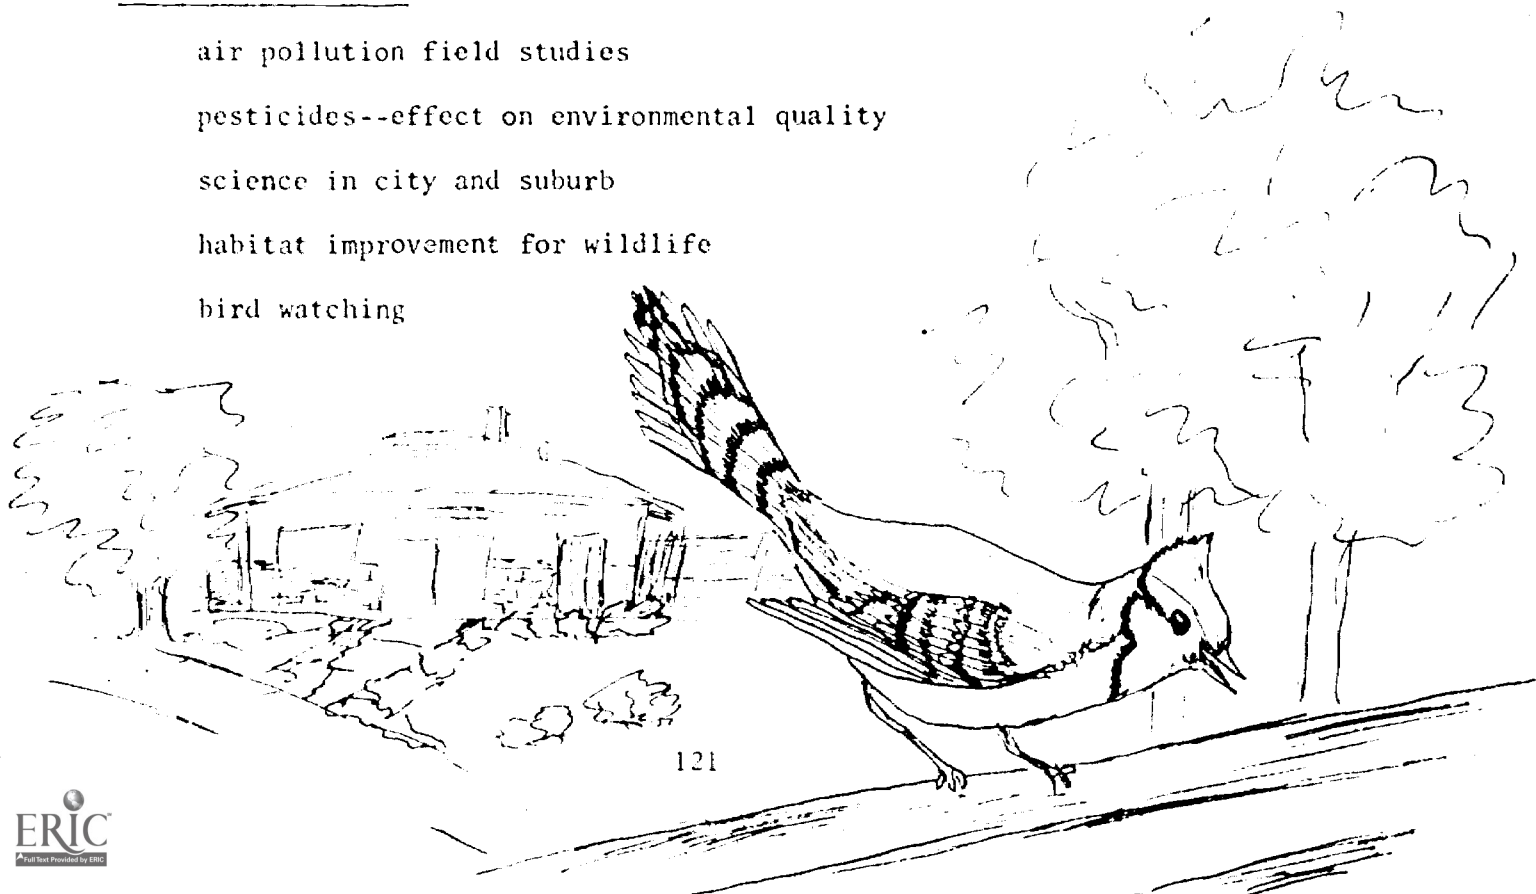 air pollution field studies
pesticides--effect on environmental quality
science in city and suburb
habitat improvement for wildlife
bird watching
121
ERIC
Full Text Provided by ERIC